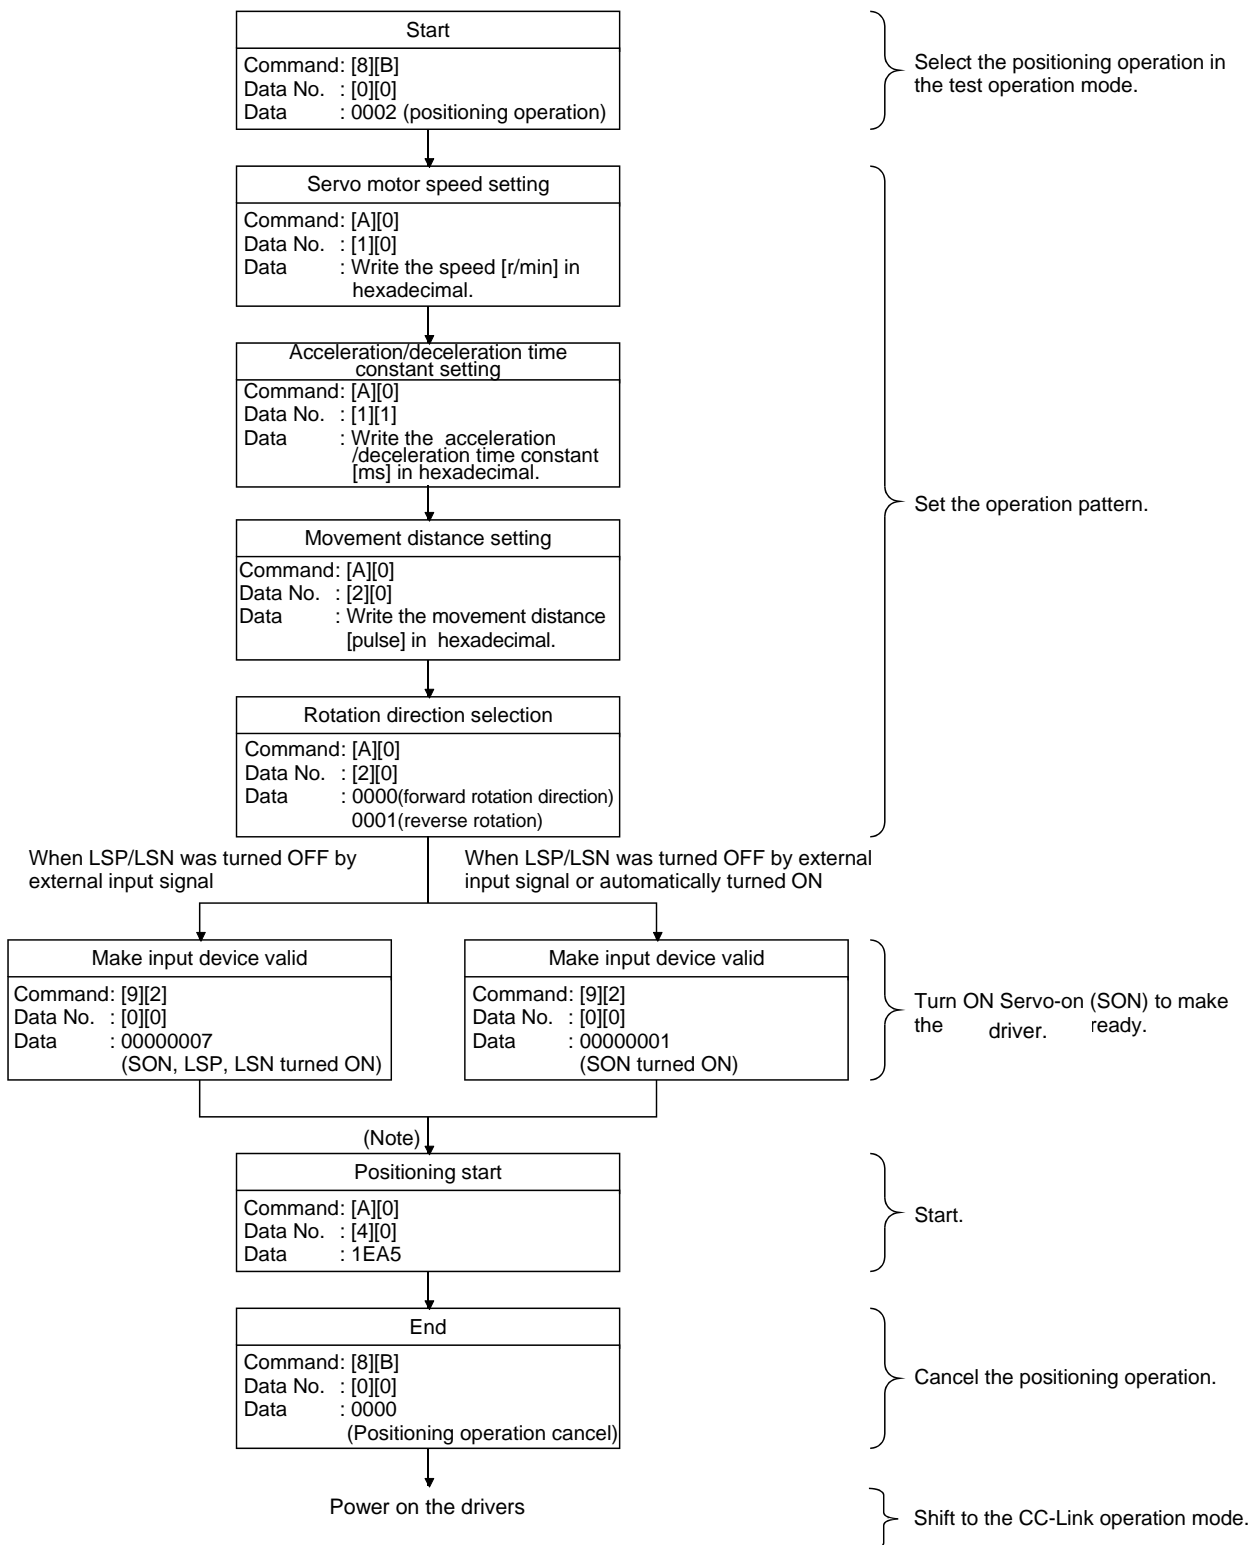 Start
Command: [8][B]
Data No. : [0][0]
Data : 0002 (positioning operation)
Select the positioning operation in
the test operation mode.
Servo motor speed setting
Command: [A][0]
Data No. : [1][0]
Data : Write the speed [r/min] in
hexadecimal.
Acceleration/deceleration time
constant setting
Command: [A][0]
Data No. : [1][1]
Data : Write the acceleration
/deceleration time constant
[ms] in hexadecimal.
Set the operation pattern.
Movement distance setting
Command: [A][0]
Data No. : [2][0]
Data : Write the movement distance
[pulse] in hexadecimal.
Rotation direction selection
Command: [A][0]
Data No. : [2][0]
Data : 0000(forward rotation direction)
0001(reverse rotation)
When LSP/LSN was turned OFF by
external input signal
When LSP/LSN was turned OFF by external
input signal or automatically turned ON
Make input device valid
Command: [9][2]
Data No. : [0][0]
Data : 00000007
(SON, LSP, LSN turned ON)
Make input device valid
Command: [9][2]
Data No. : [0][0]
Data : 00000001
(SON turned ON)
Turn ON Servo-on (SON) to make
the driver. ready.
(Note)
Positioning start
Command: [A][0]
Data No. : [4][0]
Data : 1EA5
Start.
End
Command: [8][B]
Data No. : [0][0]
Data : 0000
(Positioning operation cancel)
Cancel the positioning operation.
Power on the drivers
Shift to the CC-Link operation mode.